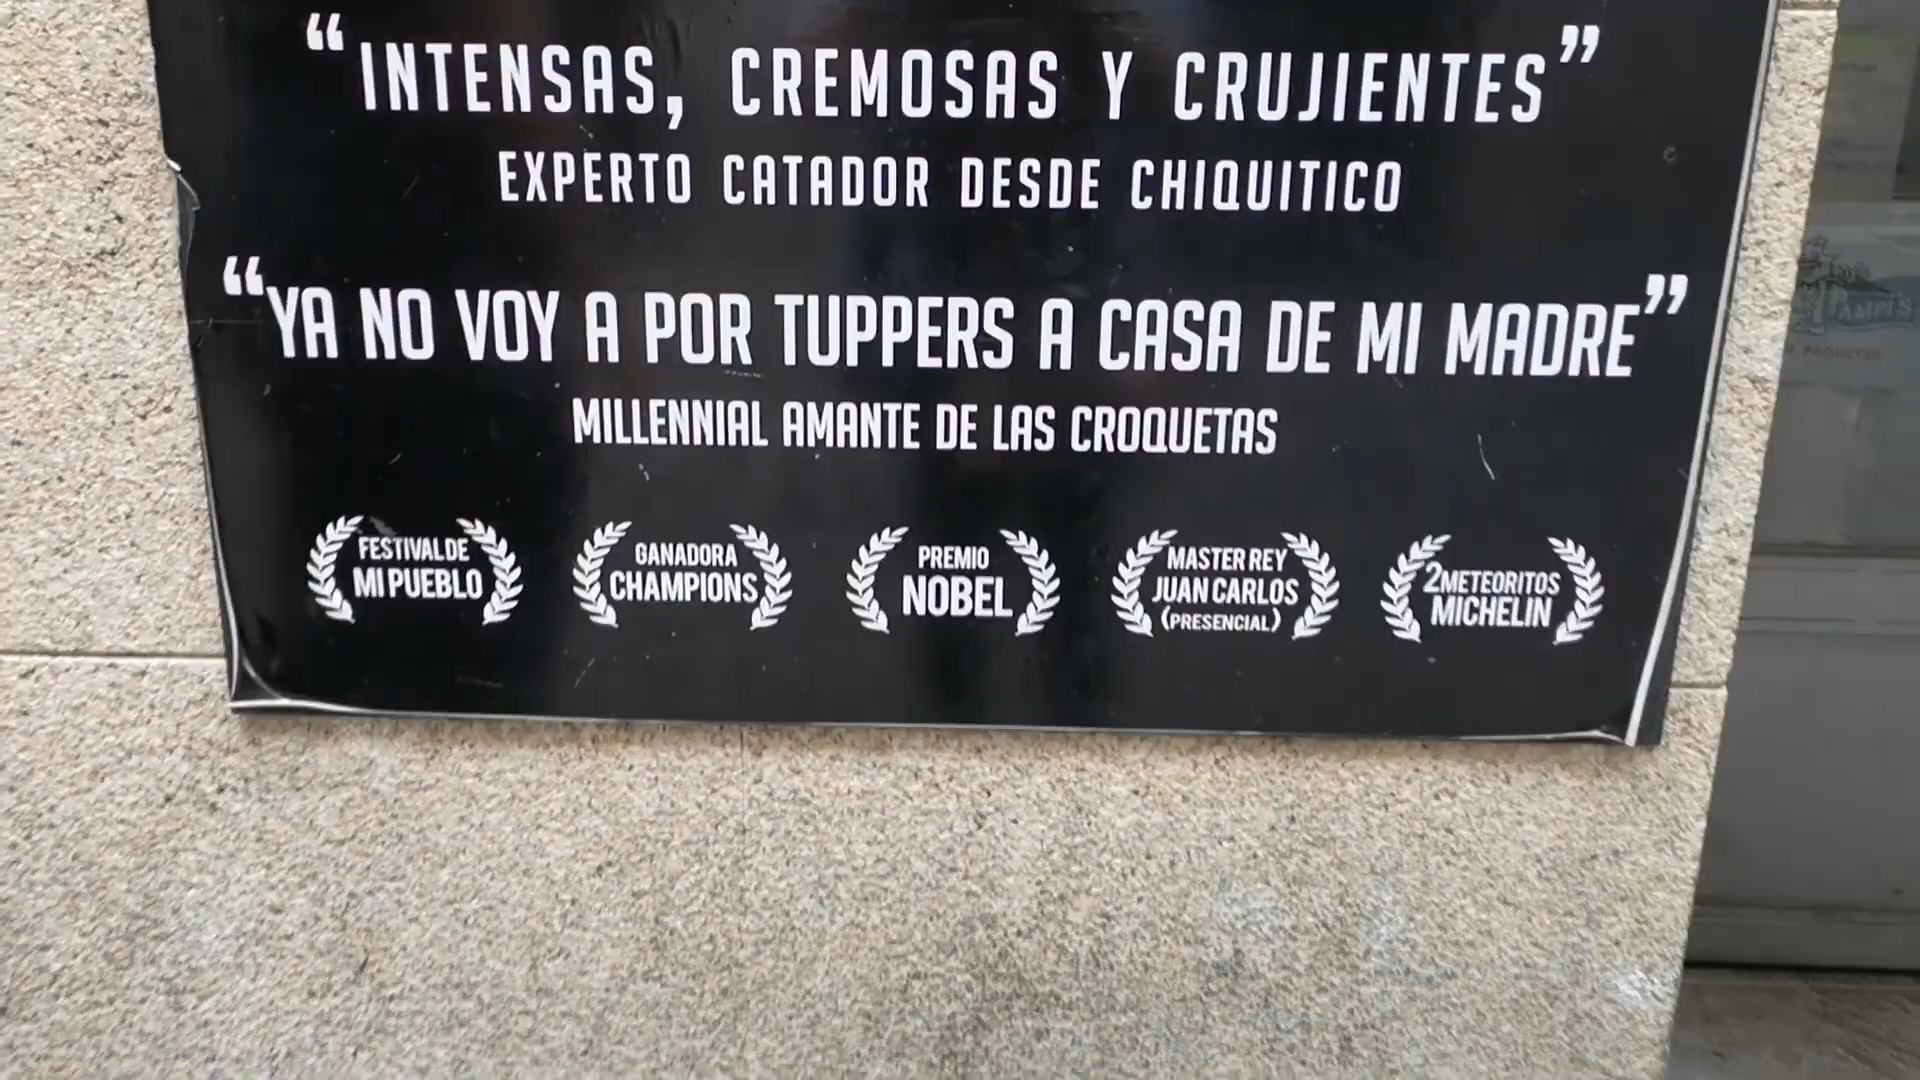 “INTENSAS, CREMOSAS Y CRUJIENTES”
EXPERTO CATADOR DESDE CHIQUITICO
“YA NO VOY A POR TUPPERS A CASA DE MI MADRE”
MILLENNIAL AMANTE DE LAS CROQUETAS
FESTIVAL DE
MI PUEBLO
GANADORA
CHAMPIONS
PREMIO
NOBEL
MASTER REY
JUAN CARLOS
(PRESENCIAL)
2 METEORITOS
MICHELIN